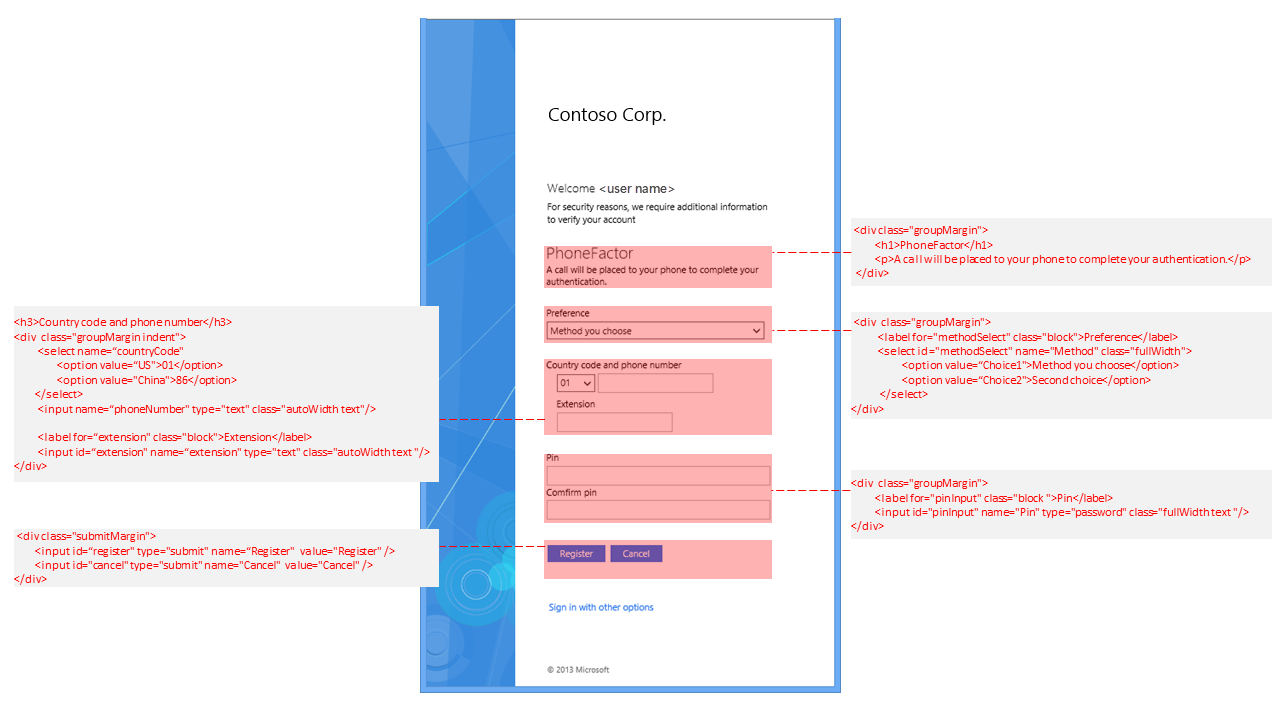 Contoso Corp.
Welcome <user name>
For security reasons, we require additional information
to verify your account
PhoneFactor
A call will be placed to your phone to complete your
authentication.
Preference
Method you choose
Country code and phone number
01
Extension
Pin
Comfirm pin
Register Cancel
Sign in with other options
© 2013 Microsoft
<h3>Country code and phone number</h3>
<div class="groupMargin indent">
<select name=“countryCode"
<option value=“US">01</option>
<option value=“China">86</option>
</select>
<input name=“phoneNumber" type="text" class="autoWidth text"/>
<label for=“extension" class="block">Extension</label>
<input id=“extension" name=“extension" type="text" class="autoWidth text "/>
</div>
<div class="submitMargin">
<input id=“register" type="submit" name=“Register" value="Register" />
<input id="cancel" type="submit" name="Cancel" value="Cancel" />
</div>
<div class="groupMargin">
<h1>PhoneFactor</h1>
<p>A call will be placed to your phone to complete your authentication.</p>
</div>
<div class="groupMargin">
<label for="methodSelect" class="block">Preference</label>
<select id="methodSelect" name="Method" class="fullWidth">
<option value=“Choice1">Method you choose</option>
<option value="Choice2">Second choice</option>
</select>
</div>
<div class="groupMargin">
<label for="pinInput" class="block ">Pin</label>
<input id="pinInput" name="Pin" type="password" class="fullWidth text "/>
</div>